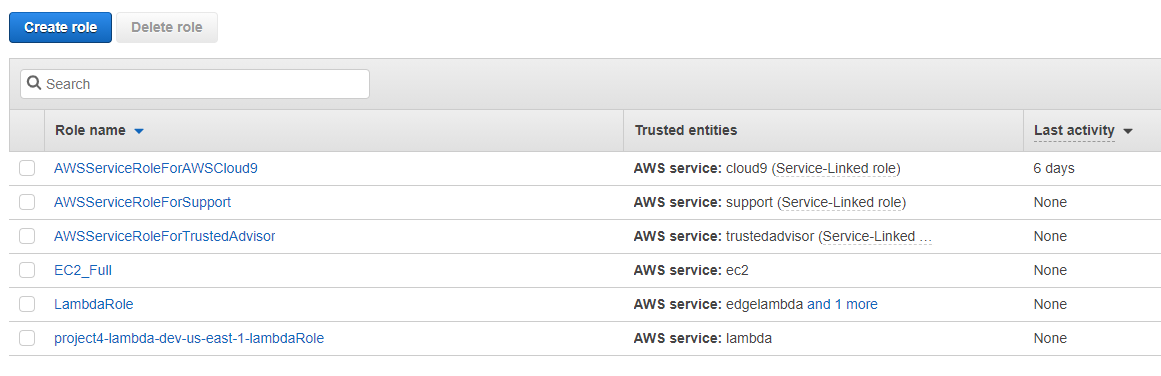 Create role Delete role
Search
Role name Trusted entities Last activity
AWSServiceRoleForAWSCloud9 AWS service: cloud9 (Service-Linked role) 6 days
AWSServiceRoleForSupport AWS service: support (Service-Linked role) None
AWSServiceRoleForTrustedAdvisor AWS service: trustedadvisor (Service-Linked ... None
EC2_Full AWS service: ec2 None
LambdaRole AWS service: edgelambda and 1 more None
project4-lambda-dev-us-east-1-lambdaRole AWS service: lambda None